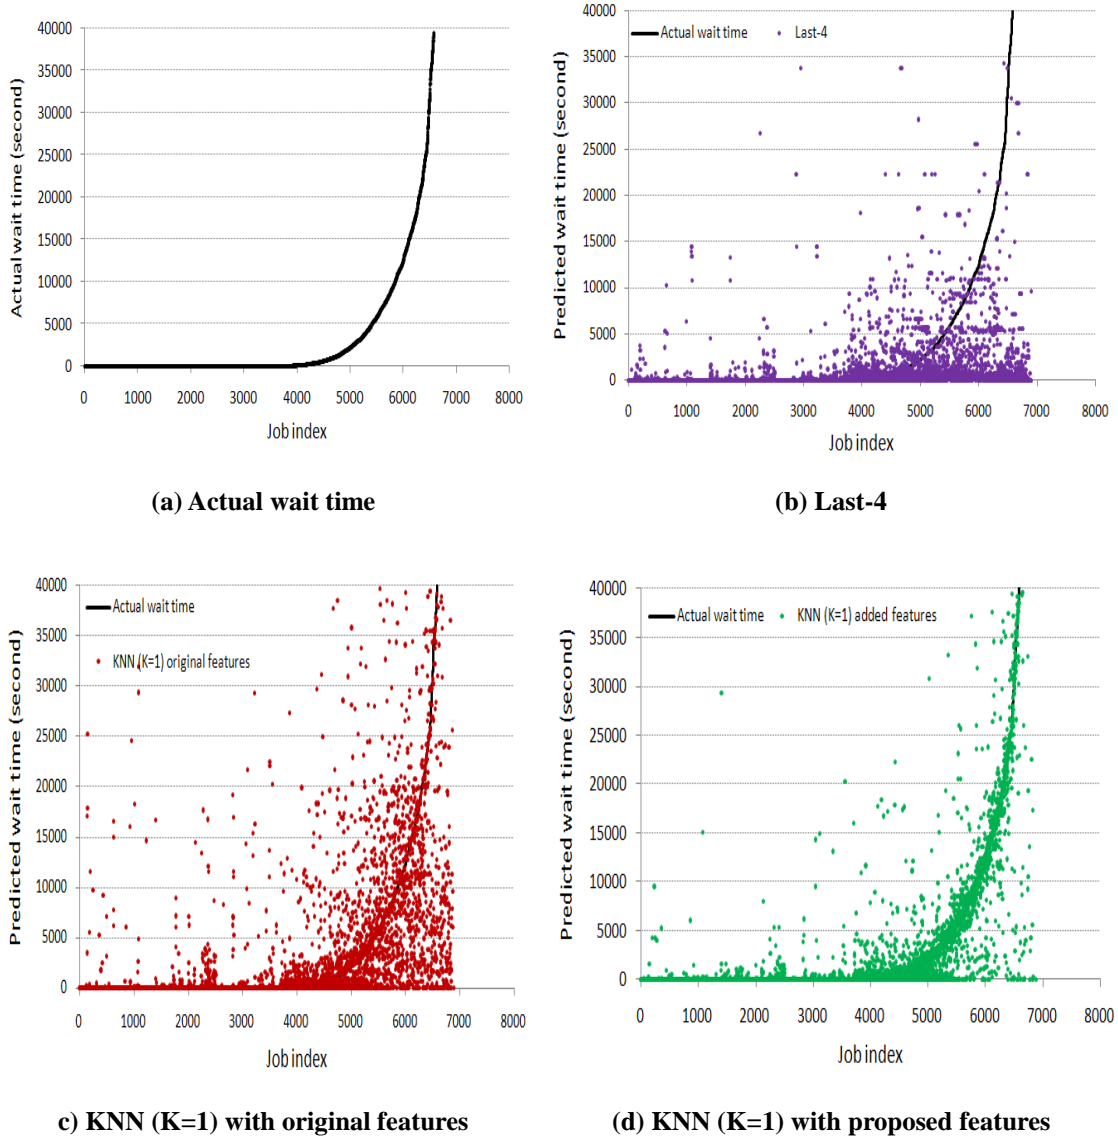 40000
35000
30000
25000
20000
15000
10000
5000
0
0 1000 2000 3000 4000 5000 6000 7000 8000
Actual wait time (second)
Job index
(a) Actual wait time
40000
35000
30000
25000
20000
15000
10000
5000
0
0 1000 2000 3000 4000 5000 6000 7000 8000
Predicted wait time (second)
Actual wait time Last-4
Job index
(b) Last-4
40000
35000
30000
25000
20000
15000
10000
5000
0
0 1000 2000 3000 4000 5000 6000 7000 8000
Predicted wait time (second)
Actual wait time
KNN (K=1) original features
Job index
c) KNN (K=1) with original features
40000
35000
30000
25000
20000
15000
10000
5000
0
0 1000 2000 3000 4000 5000 6000 7000 8000
Predicted wait time (second)
Actual wait time KNN (K=1) added features
Job index
(d) KNN (K=1) with proposed features